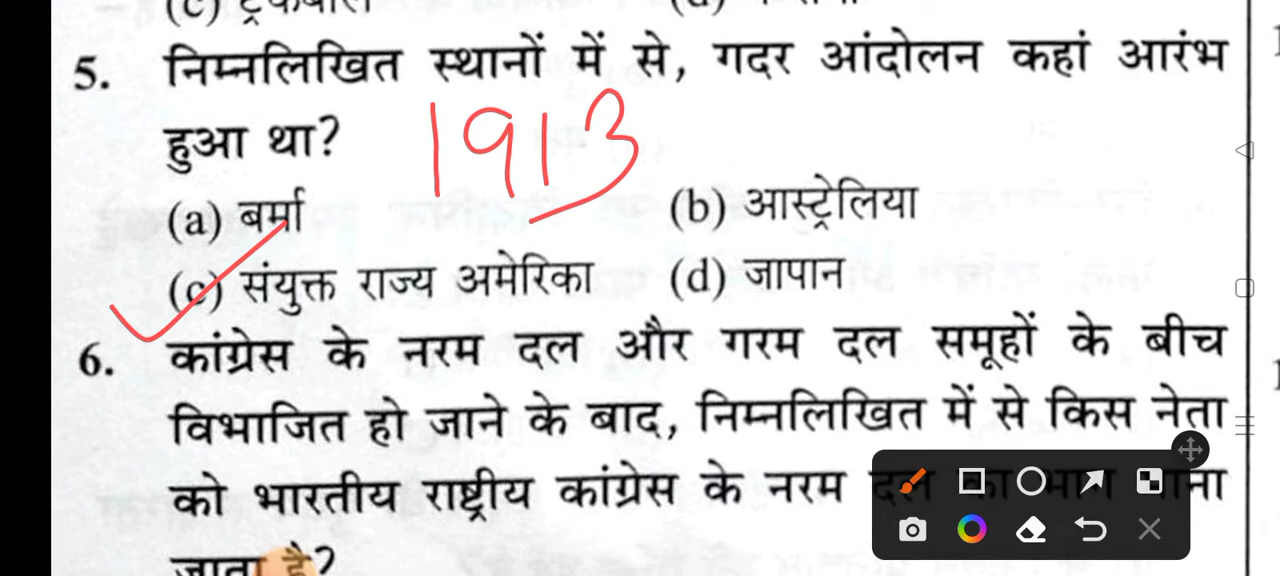 5. निम्नलिखित स्थानों में से, गदर आंदोलन कहां आरंभ
हुआ था?
1913
(a) बर्मा (b) आस्ट्रेलिया
(c) संयुक्त राज्य अमेरिका (d) जापान
6. कांग्रेस के नरम दल और गरम दल समूहों के बीच
विभाजित हो जाने के बाद, निम्नलिखित में से किस नेता
को भारतीय राष्ट्रीय कांग्रेस के नरम दल का भाग माना
जाता है?